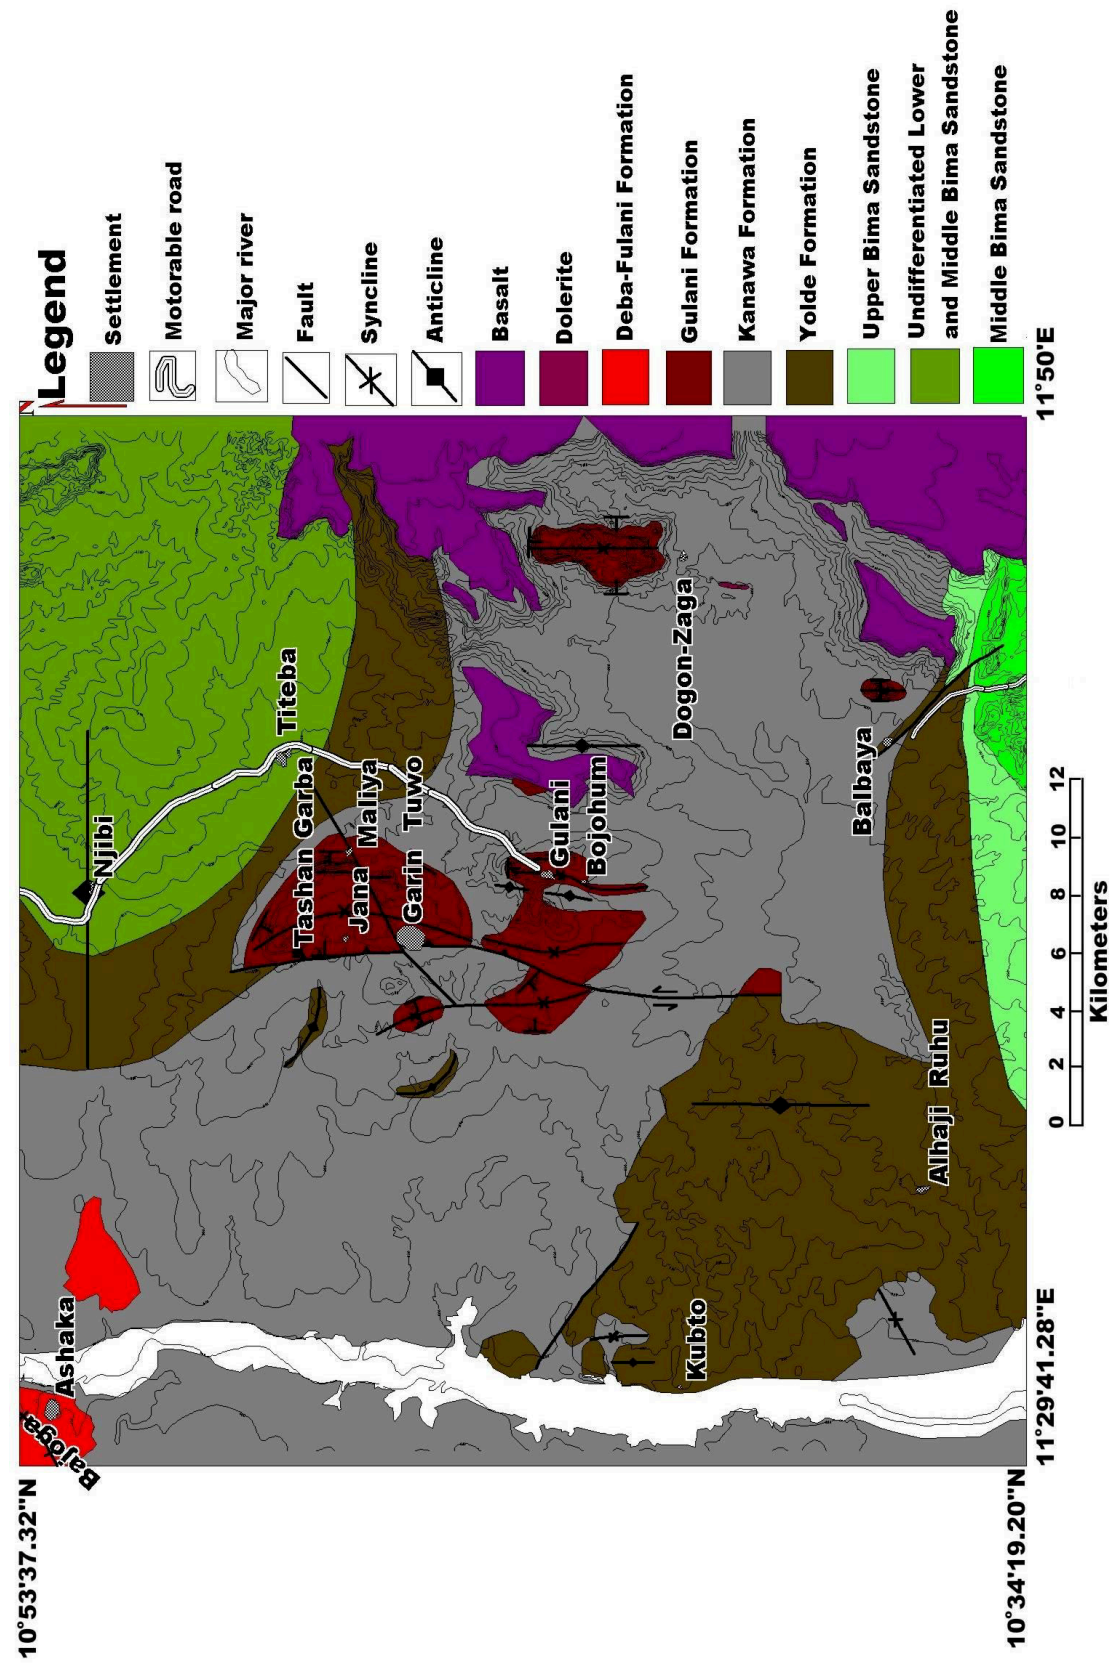 Legend
Settlement
Motorable road
Major river
Fault
Syncline
Anticline
Basalt
Dolerite
Deba-Fulani Formation
Gulani Formation
Kanawa Formation
Yolde Formation
Upper Bima Sandstone
Undifferentiated Lower
and Middle Bima Sandstone
Middle Bima Sandstone
N
10°53'37.32"N
10°34'19.20"N
11°29'41.28"E
11°50'E
Bajoga
Ashaka
Njibi
Titeba
Tashan Garba
Jana Maliya
Garin Tuwo
Gulani
Bojohum
Dogon-Zaga
Balbaya
Alhaji Ruhu
Kubto
0 2 4 6 8 10 12
Kilometers